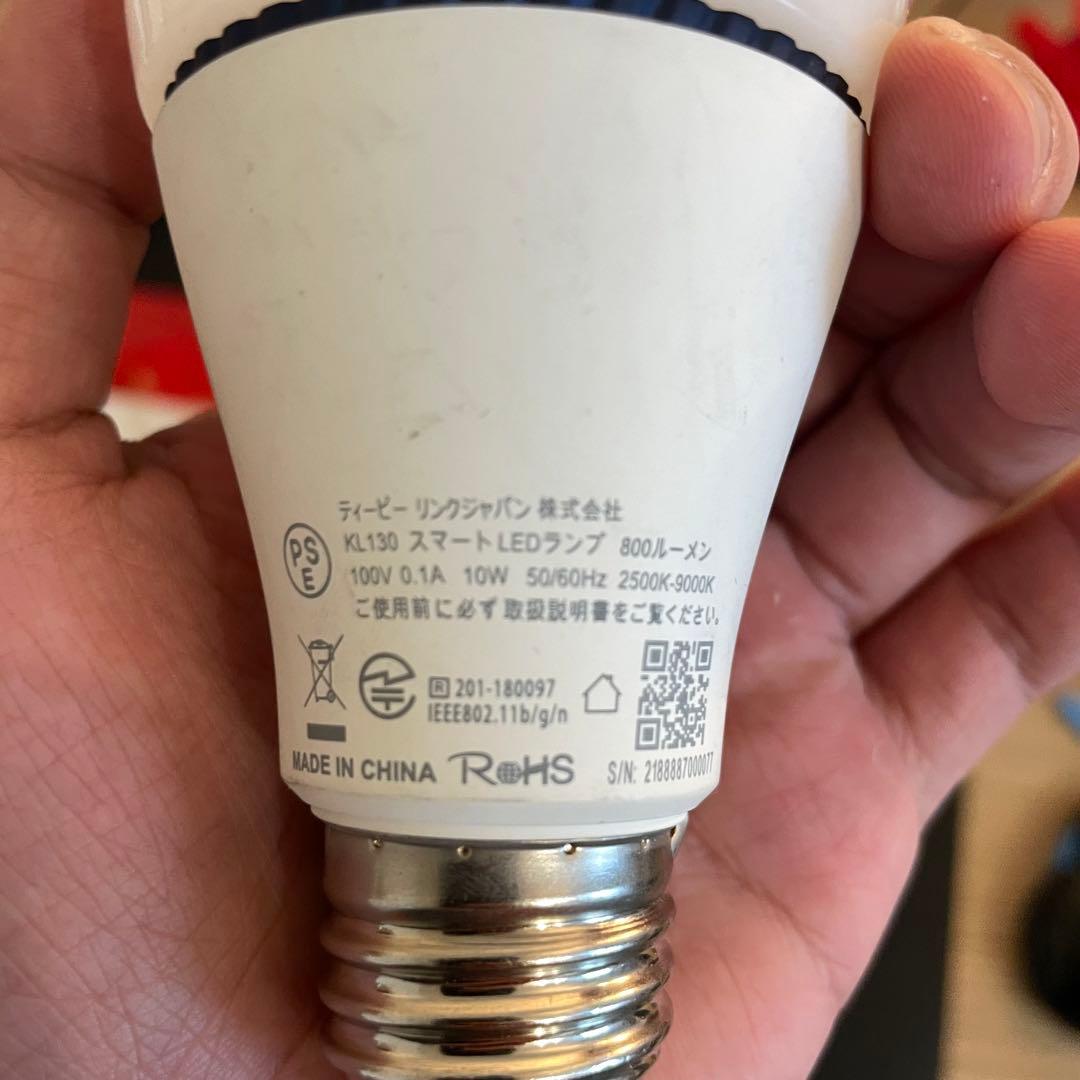 ティーピー リンクジャパン 株式会社
PSE
KL130 スマートLEDランプ 800ルーメン
100V 0.1A 10W 50/60Hz 2500K-9000K
ご使用前に必ず取扱説明書をご覧ください。
R 201-180097
IEEE802.11b/g/n
MADE IN CHINA RoHS S/N: 2188887000077